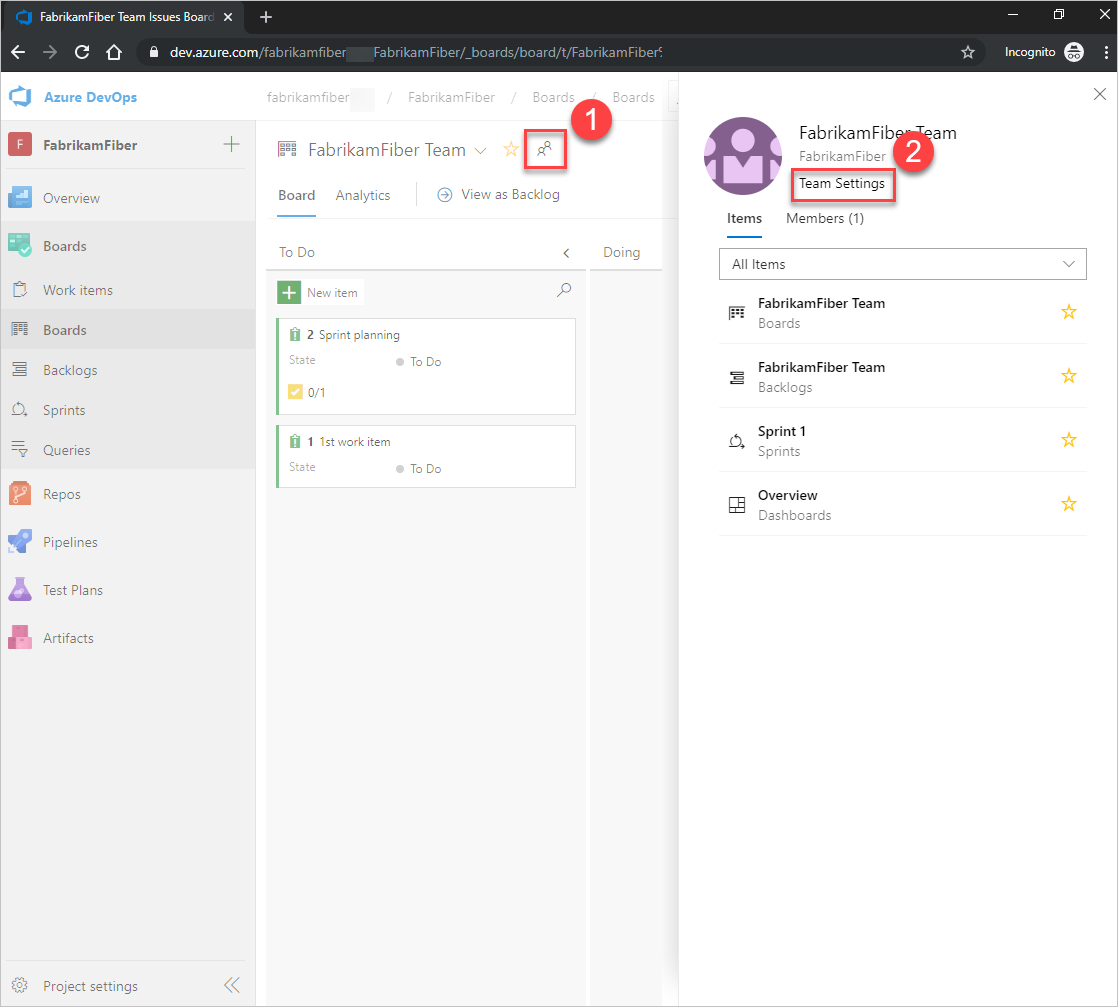 FabrikamFiber Team Issues Board
dev.azure.com/fabrikamfiber FabrikamFiber/_boards/board/t/FabrikamFiber%
Incognito
Azure DevOps
fabrikamfiber / FabrikamFiber / Boards / Boards
F FabrikamFiber
Overview
Boards
Work items
Boards
Backlogs
Sprints
Queries
Repos
Pipelines
Test Plans
Artifacts
Project settings
FabrikamFiber Team
1
Board Analytics View as Backlog
To Do
Doing
New item
2 Sprint planning
State To Do
0/1
1 1st work item
State To Do
FabrikamFiber Team
FabrikamFiber
2
Team Settings
Items Members (1)
All Items
FabrikamFiber Team
Boards
FabrikamFiber Team
Backlogs
Sprint 1
Sprints
Overview
Dashboards